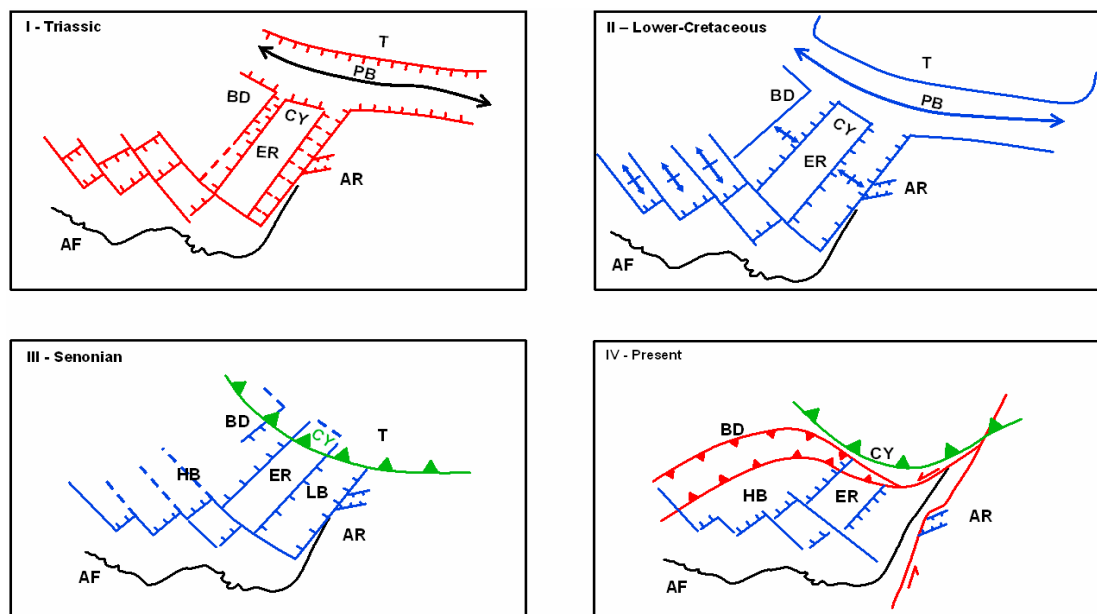 I - Triassic
T
PB
BD
CY
ER
AR
AF
II – Lower-Cretaceous
T
PB
BD
CY
ER
AR
AF
III - Senonian
BD
CY
T
HB
ER
LB
AR
AF
IV - Present
BD
CY
HB
ER
AR
AF